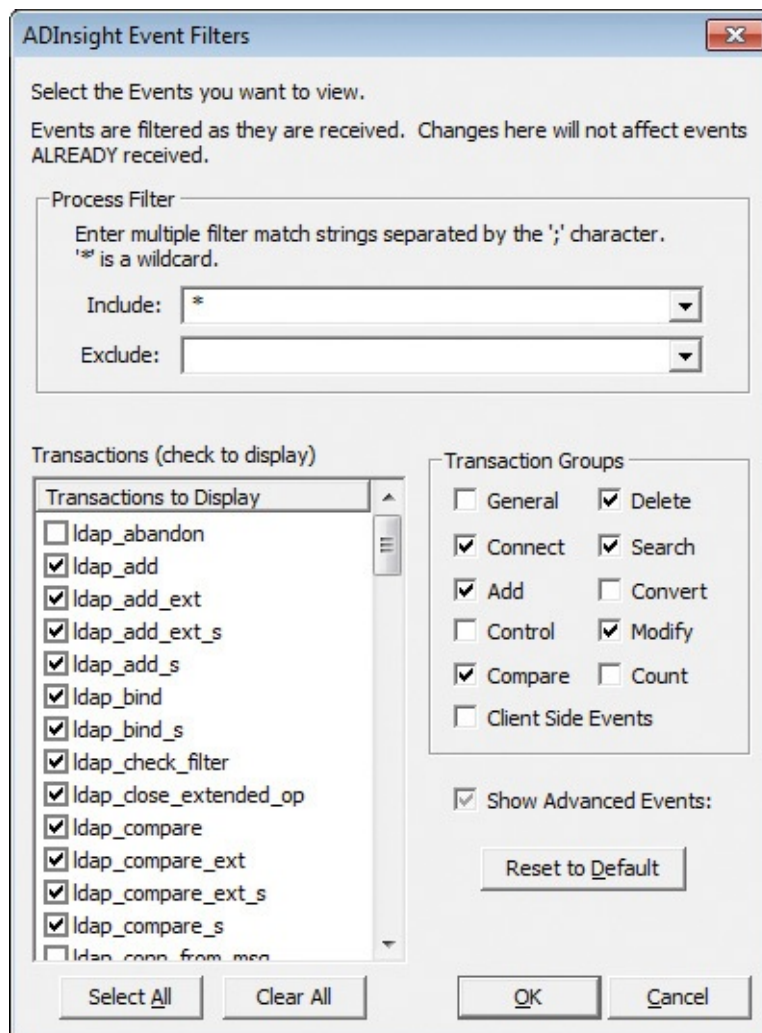 ADInsight Event Filters
Select the Events you want to view.
Events are filtered as they are received. Changes here will not affect events
ALREADY received.
Process Filter
Enter multiple filter match strings separated by the ';' character.
'*' is a wildcard.
Include: *
Exclude:
Transactions (check to display)
Transactions to Display
ldap_abandon
ldap_add
ldap_add_ext
ldap_add_ext_s
ldap_add_s
ldap_bind
ldap_bind_s
ldap_check_filter
ldap_close_extended_op
ldap_compare
ldap_compare_ext
ldap_compare_ext_s
ldap_compare_s
ldap_conn_from_msg
Select All Clear All
Transaction Groups
General Delete
Connect Search
Add Convert
Control Modify
Compare Count
Client Side Events
Show Advanced Events:
Reset to Default
OK Cancel